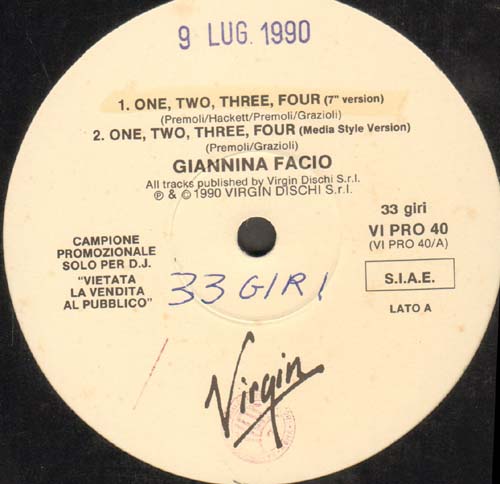 9 LUG. 1990
1. ONE, TWO, THREE, FOUR (7" version)
(Premoli/Hackett/Premoli/Grazioli)
2. ONE, TWO, THREE, FOUR (Media Style Version)
(Premoli/Grazioli)
GIANNINA FACIO
All tracks published by Virgin Dischi S.r.l.
℗ & © 1990 VIRGIN DISCHI S.r.l.
33 giri
VI PRO 40
(VI PRO 40/A)
CAMPIONE
PROMOZIONALE
SOLO PER D.J.
"VIETATA
LA VENDITA
AL PUBBLICO"
33 GIRI
S.I.A.E.
LATO A
Virgin